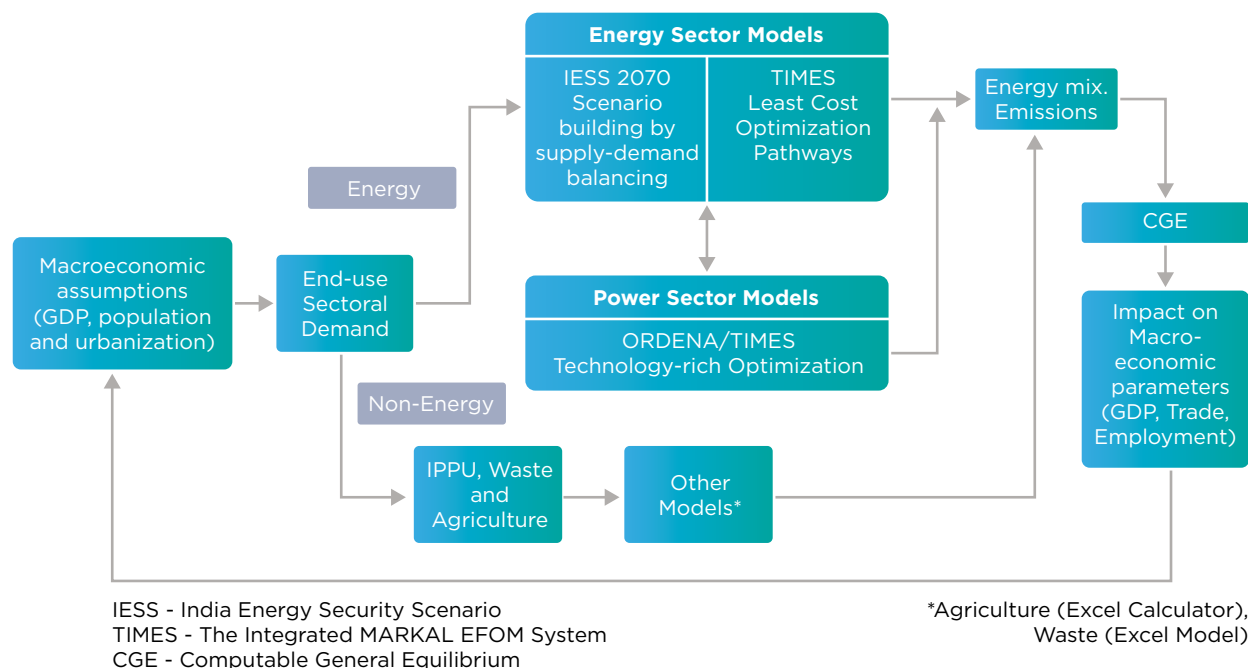 Energy Sector Models
IESS 2070
Scenario
building by
supply-demand
balancing
TIMES
Least Cost
Optimization
Pathways
Energy mix.
Emissions
Energy
CGE
Macroeconomic
assumptions
(GDP, population
and urbanization)
End-use
Sectoral
Demand
Power Sector Models
ORDENA/TIMES
Technology-rich Optimization
Impact on
Macro-
economic
parameters
(GDP, Trade,
Employment)
Non-Energy
IPPU, Waste
and
Agriculture
Other
Models*
IESS - India Energy Security Scenario
TIMES - The Integrated MARKAL EFOM System
CGE - Computable General Equilibrium
*Agriculture (Excel Calculator),
Waste (Excel Model)